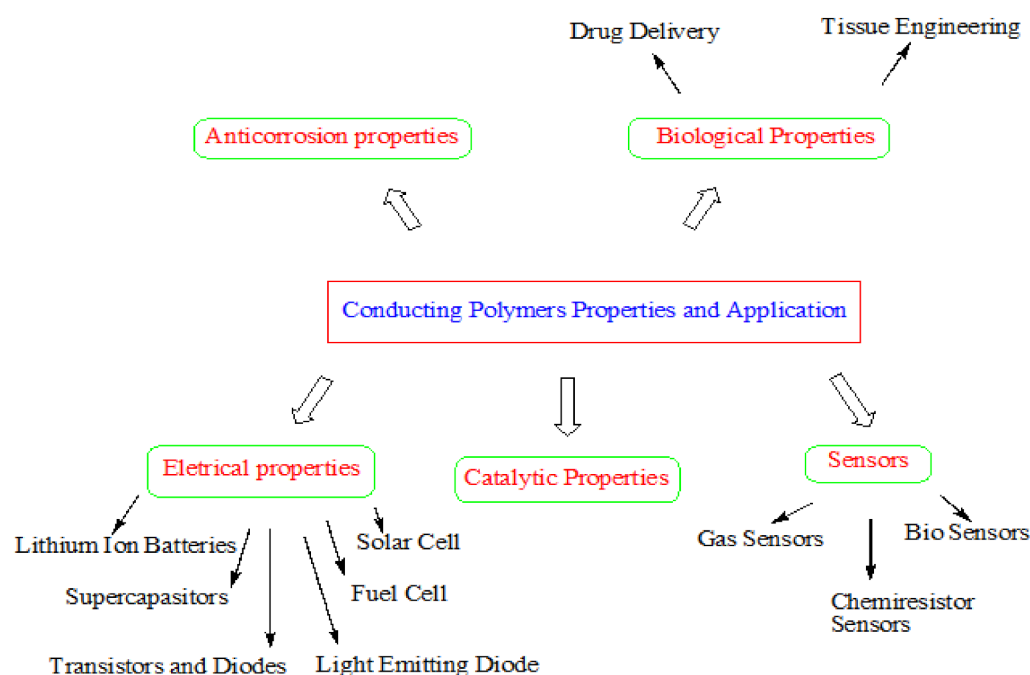 Drug Delivery
Tissue Engineering
Anticorrosion properties
Biological Properties
Conducting Polymers Properties and Application
Eletrical properties
Catalytic Properties
Sensors
Lithium Ion Batteries
Solar Cell
Gas Sensors
Bio Sensors
Supercapasitors
Fuel Cell
Chemiresistor
Sensors
Transistors and Diodes
Light Emitting Diode